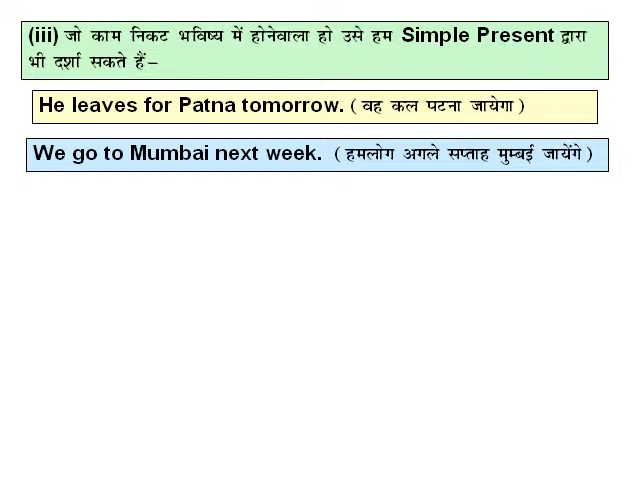 (iii) जो काम निकट भविष्य में होनेवाला हो उसे हम Simple Present द्वारा
भी दर्शा सकते हैं–
He leaves for Patna tomorrow. ( वह कल पटना जायेगा )
We go to Mumbai next week. ( हमलोग अगले सप्ताह मुम्बई जायेंगे )